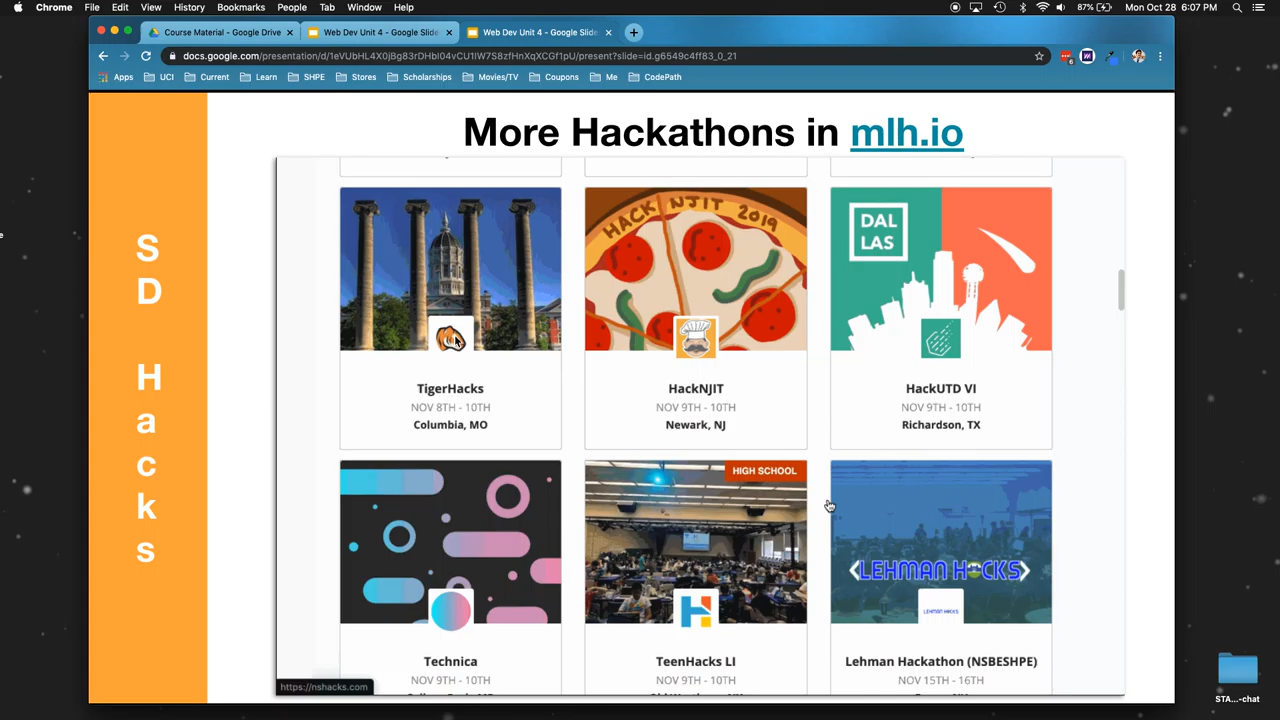 Chrome File Edit View History Bookmarks People Tab Window Help
87% Mon Oct 28 6:07 PM
Course Material - Google Drive
Web Dev Unit 4 - Google Slide
Web Dev Unit 4 - Google Slide
docs.google.com/presentation/d/1eVUbHL4X0jBg83rDHbI04vCU1IW7S8zfHnXqXCGf1pU/present?slide=id.g6549c4ff83_0_21
Apps UCI Current Learn SHPE Stores Scholarships Movies/TV Coupons Me CodePath
More Hackathons in mlh.io
S
D
H
a
c
k
s
HACK NJIT 2019
DAL
LAS
TigerHacks
NOV 8TH - 10TH
Columbia, MO
HackNJIT
NOV 9TH - 10TH
Newark, NJ
HackUTD VI
NOV 9TH - 10TH
Richardson, TX
HIGH SCHOOL
<LEHMAN HACKS>
LEHMAN HACKS
Technica
NOV 9TH - 10TH
TeenHacks LI
NOV 9TH - 10TH
Lehman Hackathon (NSBESHPE)
NOV 15TH - 16TH
https://nshacks.com
STA...-chat